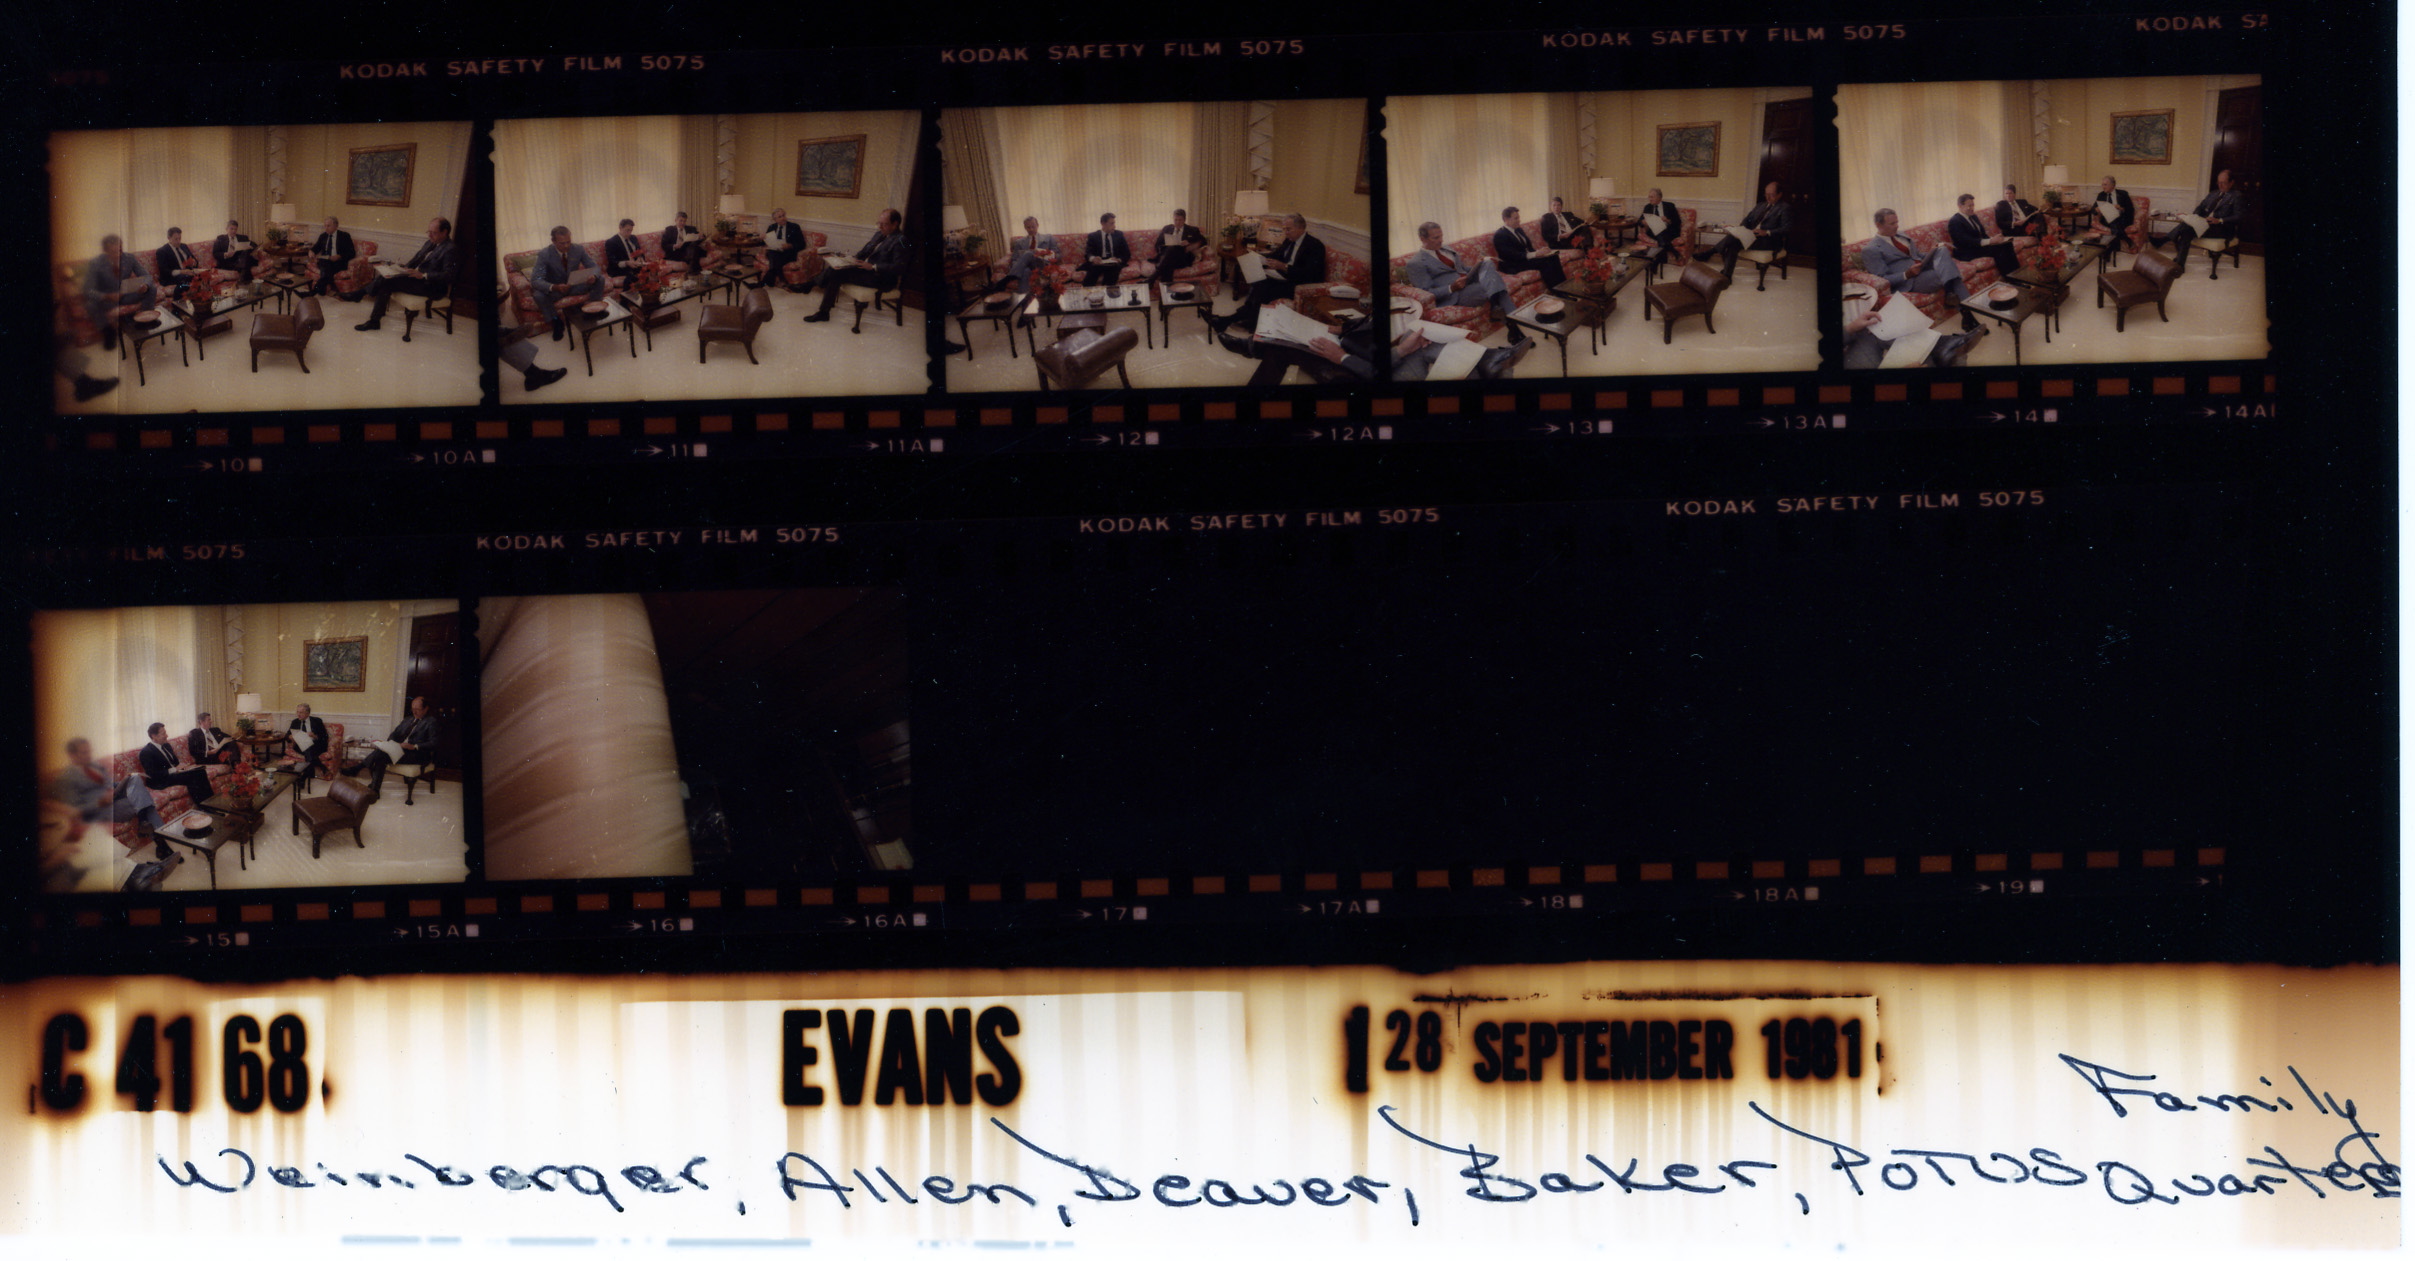 KODAK SAFETY FILM 5075 KODAK SAFETY FILM 5075 KODAK SAFETY FILM 5075 KODAK SA
→10 →10A →11 →11A →12 →12A →13 →13A →14 →14A
FILM 5075 KODAK SAFETY FILM 5075 KODAK SAFETY FILM 5075 KODAK SAFETY FILM 5075
→15 →15A →16 →16A →17 →17A →18 →18A →19
C 41 68 EVANS 28 SEPTEMBER 1981
Weinberger, Allen, Deaver, Baker, POTUS Family Quarters